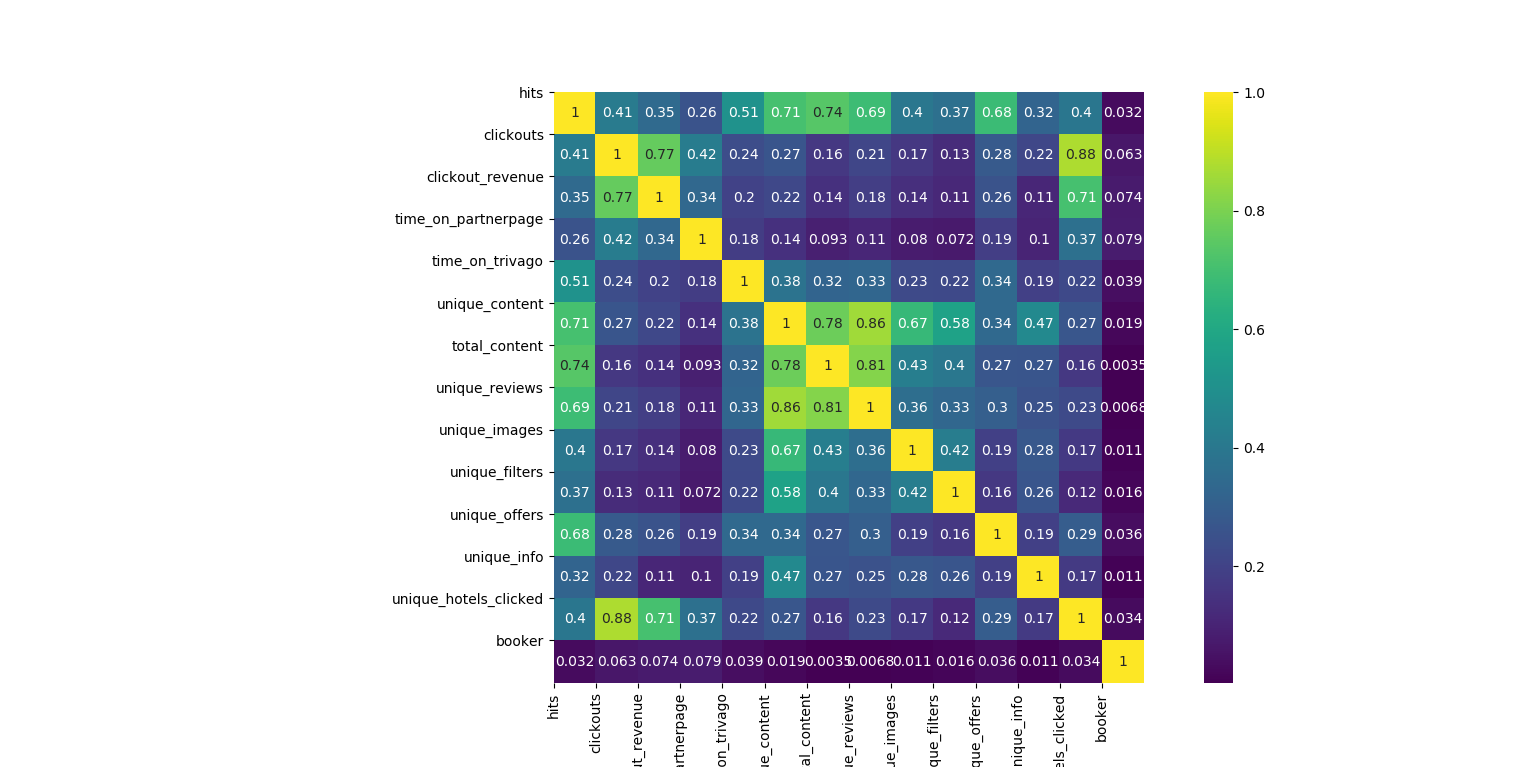 hits 1 0.41 0.35 0.26 0.51 0.71 0.74 0.69 0.4 0.37 0.68 0.32 0.4 0.032 1.0
clickouts 0.41 1 0.77 0.42 0.24 0.27 0.16 0.21 0.17 0.13 0.28 0.22 0.88 0.063
clickout_revenue 0.35 0.77 1 0.34 0.2 0.22 0.14 0.18 0.14 0.11 0.26 0.11 0.71 0.074
time_on_partnerpage 0.26 0.42 0.34 1 0.18 0.14 0.093 0.11 0.08 0.072 0.19 0.1 0.37 0.079 0.8
time_on_trivago 0.51 0.24 0.2 0.18 1 0.38 0.32 0.33 0.23 0.22 0.34 0.19 0.22 0.039
unique_content 0.71 0.27 0.22 0.14 0.38 1 0.78 0.86 0.67 0.58 0.34 0.47 0.27 0.019 0.6
total_content 0.74 0.16 0.14 0.093 0.32 0.78 1 0.81 0.43 0.4 0.27 0.27 0.16 0.0035
unique_reviews 0.69 0.21 0.18 0.11 0.33 0.86 0.81 1 0.36 0.33 0.3 0.25 0.23 0.0068
unique_images 0.4 0.17 0.14 0.08 0.23 0.67 0.43 0.36 1 0.42 0.19 0.28 0.17 0.011 0.4
unique_filters 0.37 0.13 0.11 0.072 0.22 0.58 0.4 0.33 0.42 1 0.16 0.26 0.12 0.016
unique_offers 0.68 0.28 0.26 0.19 0.34 0.34 0.27 0.3 0.19 0.16 1 0.19 0.29 0.036
unique_info 0.32 0.22 0.11 0.1 0.19 0.47 0.27 0.25 0.28 0.26 0.19 1 0.17 0.011 0.2
unique_hotels_clicked 0.4 0.88 0.71 0.37 0.22 0.27 0.16 0.23 0.17 0.12 0.29 0.17 1 0.034
booker 0.032 0.063 0.074 0.079 0.039 0.019 0.0035 0.0068 0.011 0.016 0.036 0.011 0.034 1
hits
clickouts
ut_revenue
artnerpage
on_trivago
ue_content
al_content
ue_reviews
ue_images
que_filters
que_offers
nique_info
els_clicked
booker